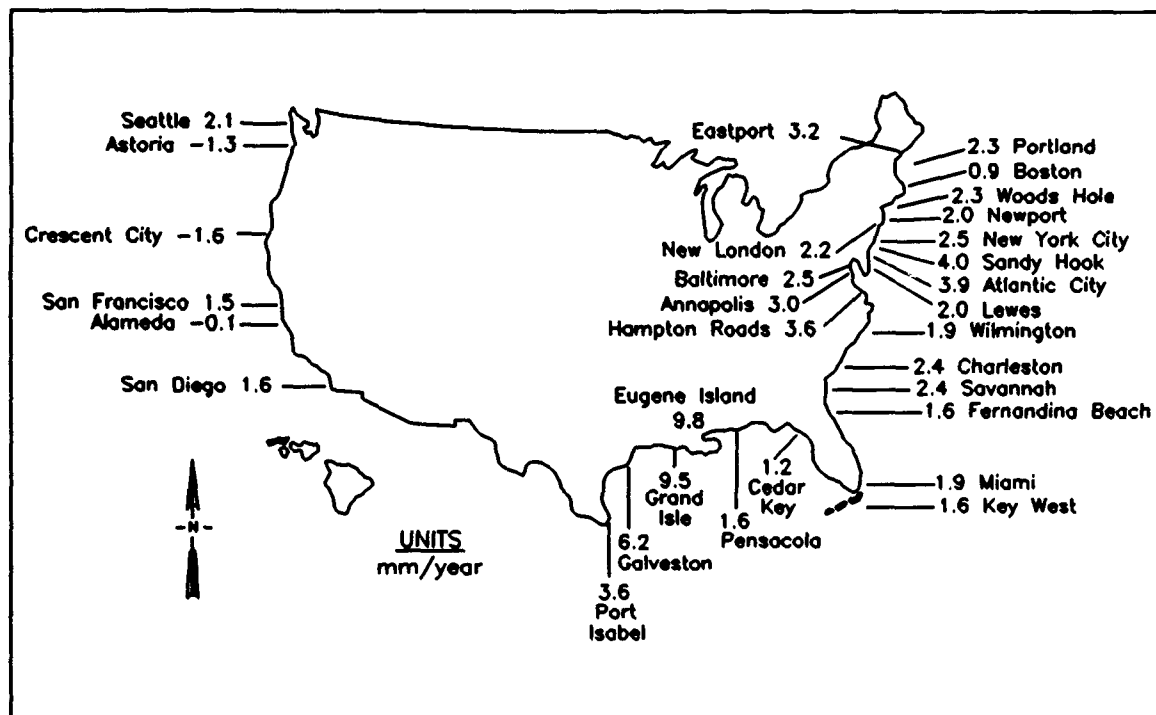 Seattle 2.1
Astoria -1.3
Crescent City -1.6
San Francisco 1.5
Alameda -0.1
San Diego 1.6
Eastport 3.2
2.3 Portland
0.9 Boston
2.3 Woods Hole
2.0 Newport
New London 2.2
2.5 New York City
4.0 Sandy Hook
Baltimore 2.5
3.9 Atlantic City
Annapolis 3.0
2.0 Lewes
Hampton Roads 3.6
1.9 Wilmington
2.4 Charleston
2.4 Savannah
1.6 Fernandina Beach
1.9 Miami
1.6 Key West
Eugene Island
9.8
9.5
Grand
Isle
1.2
Cedar
Key
1.6
Pensacola
6.2
Galveston
3.6
Port
Isabel
N
UNITS
mm/year